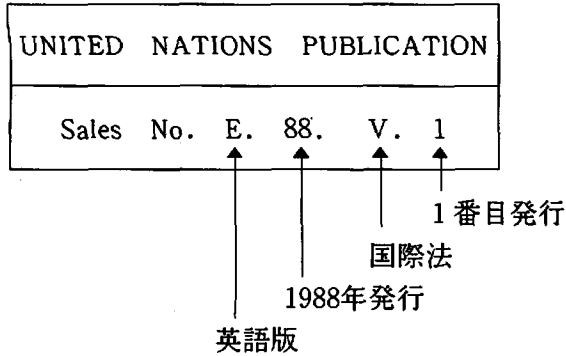 UNITED NATIONS PUBLICATION
Sales No. E. 88. V. 1
1番目発行
国際法
1988年発行
英語版